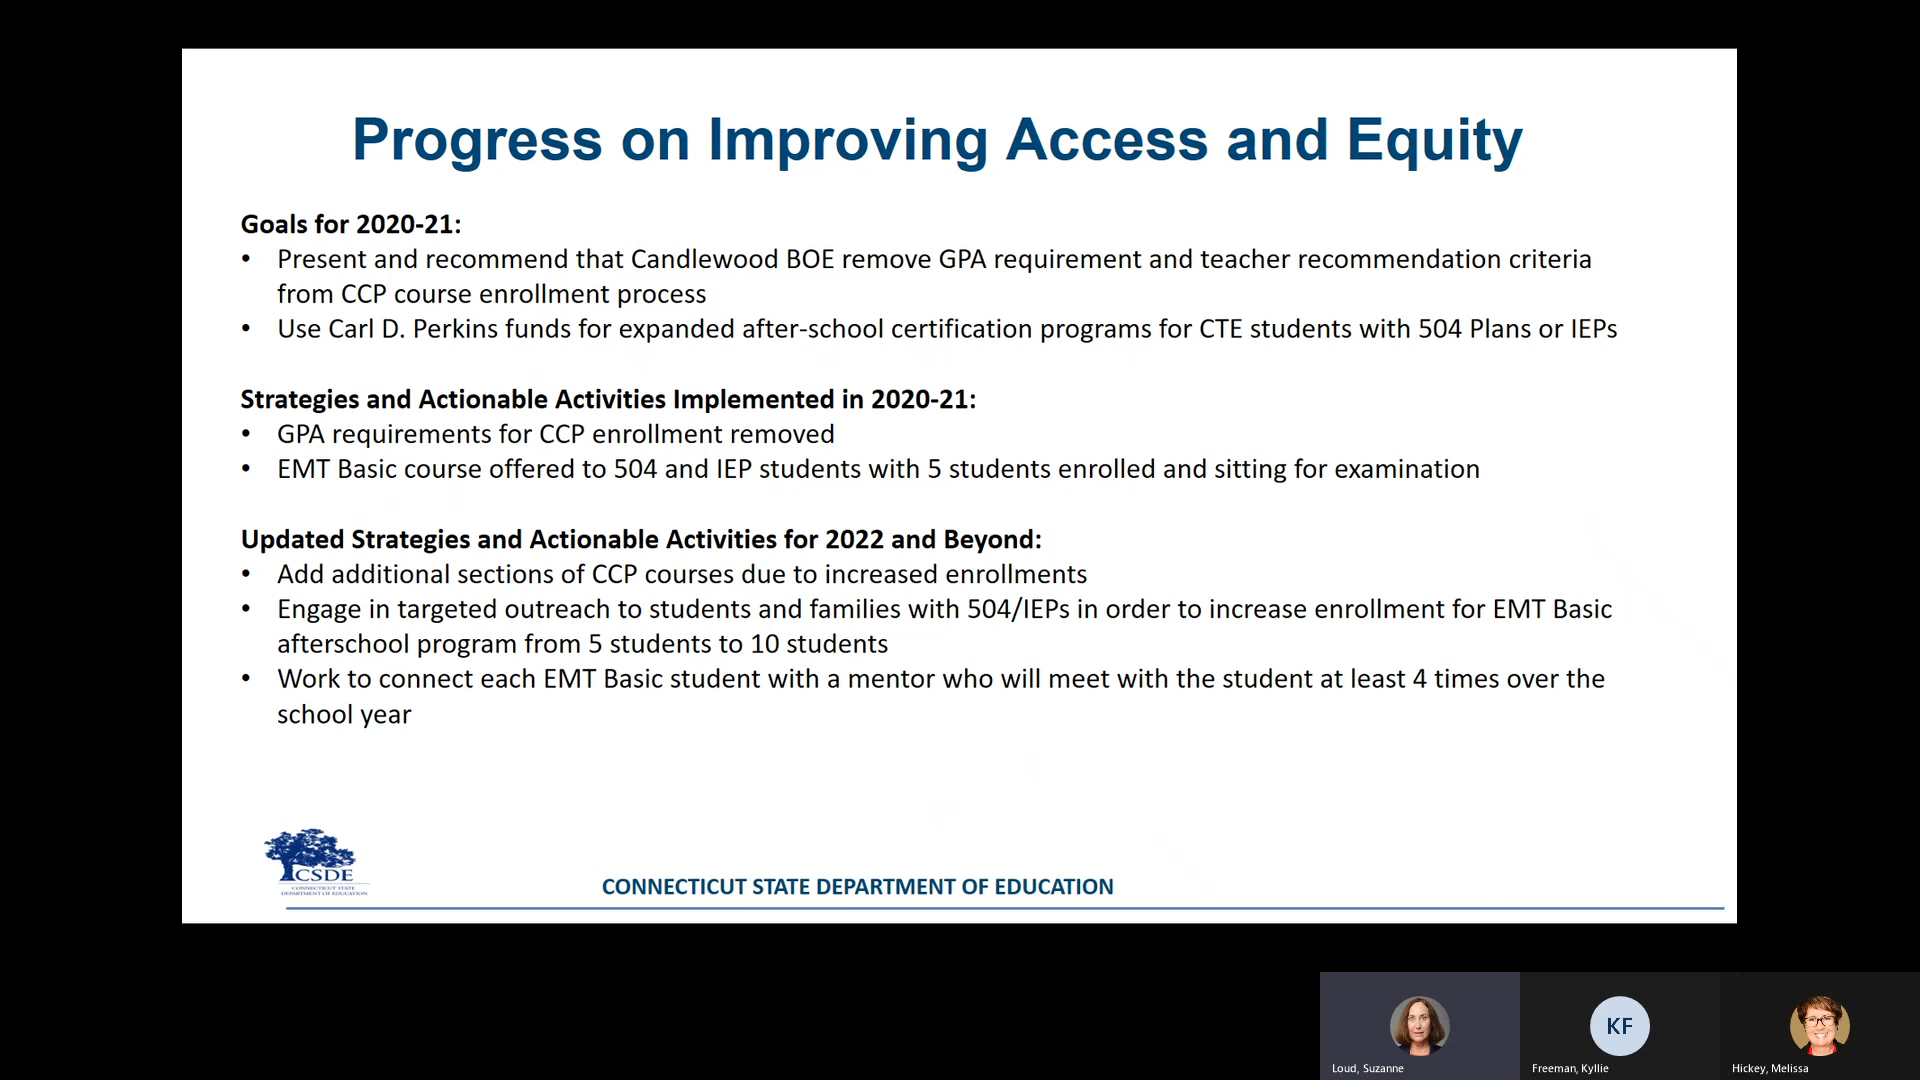 Progress on Improving Access and Equity
Goals for 2020-21:
• Present and recommend that Candlewood BOE remove GPA requirement and teacher recommendation criteria
from CCP course enrollment process
• Use Carl D. Perkins funds for expanded after-school certification programs for CTE students with 504 Plans or IEPs
Strategies and Actionable Activities Implemented in 2020-21:
• GPA requirements for CCP enrollment removed
• EMT Basic course offered to 504 and IEP students with 5 students enrolled and sitting for examination
Updated Strategies and Actionable Activities for 2022 and Beyond:
• Add additional sections of CCP courses due to increased enrollments
• Engage in targeted outreach to students and families with 504/IEPs in order to increase enrollment for EMT Basic
afterschool program from 5 students to 10 students
• Work to connect each EMT Basic student with a mentor who will meet with the student at least 4 times over the
school year
CSDE
CONNECTICUT STATE
DEPARTMENT OF EDUCATION
CONNECTICUT STATE DEPARTMENT OF EDUCATION
KF
Loud, Suzanne
Freeman, Kyllie
Hickey, Melissa